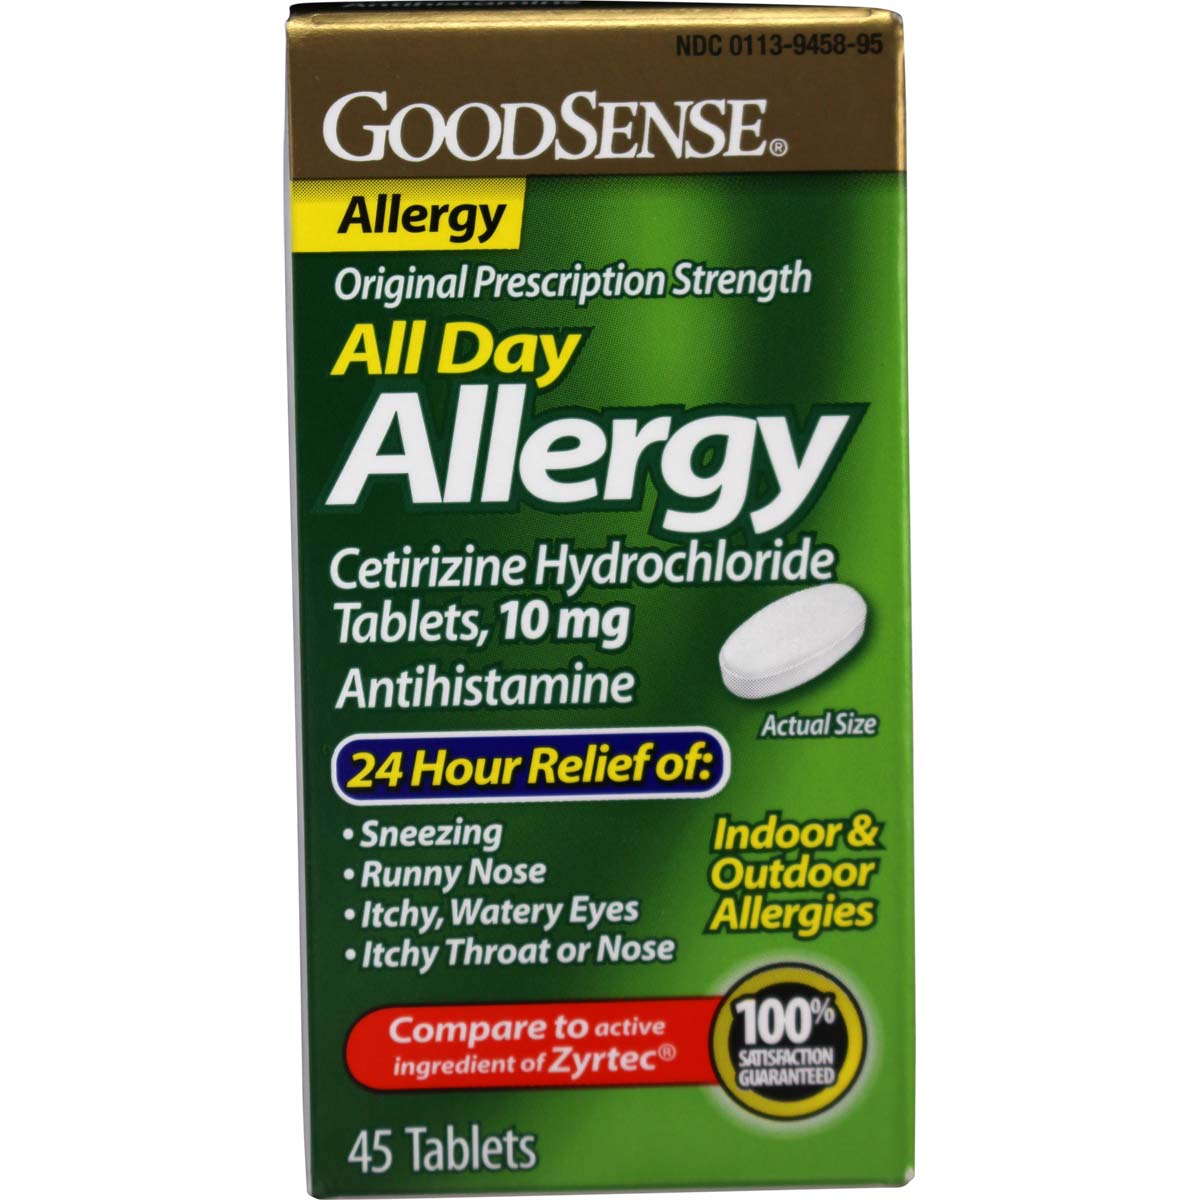 Antihistamine
NDC 0113-9458-95
GOODSENSE®
Allergy
Original Prescription Strength
All Day
Allergy
Cetirizine Hydrochloride
Tablets, 10 mg
Antihistamine
Actual Size
24 Hour Relief of:
• Sneezing
• Runny Nose
• Itchy, Watery Eyes
• Itchy Throat or Nose
Indoor &
Outdoor
Allergies
Compare to active
ingredient of Zyrtec®
100%
SATISFACTION
GUARANTEED
45 Tablets